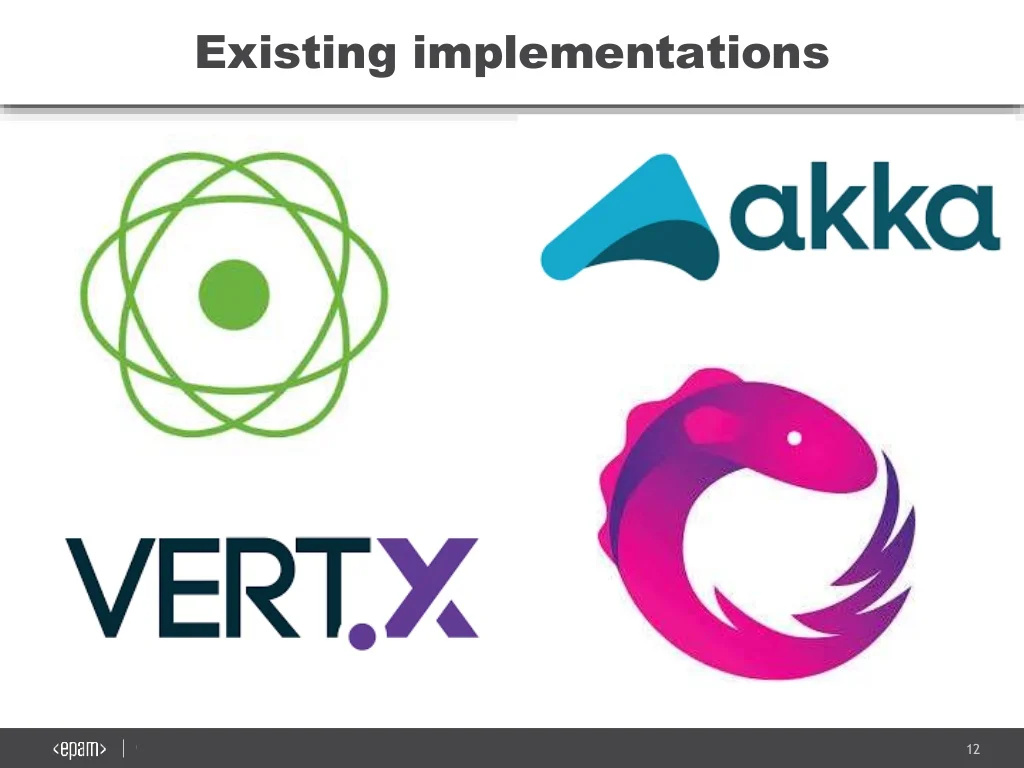 Existing implementations
akka
VERT.X
<epam>
12